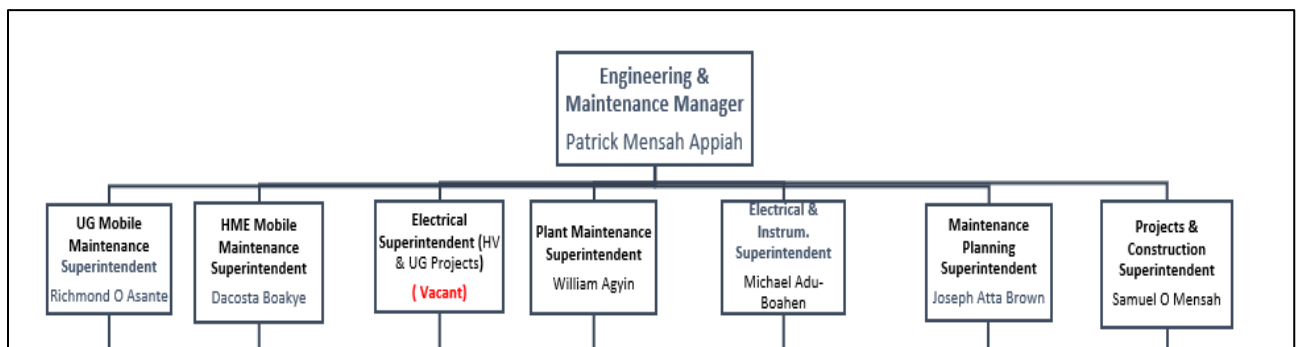 Engineering &
Maintenance Manager
Patrick Mensah Appiah
UG Mobile
Maintenance
Superintendent
Richmond O Asante
HME Mobile
Maintenance
Superintendent
Dacosta Boakye
Electrical
Superintendent (HV
& UG Projects)
( Vacant)
Plant Maintenance
Superintendent
William Agyin
Electrical &
Instrum.
Superintendent
Michael Adu-
Boahen
Maintenance
Planning
Superintendent
Joseph Atta Brown
Projects &
Construction
Superintendent
Samuel O Mensah